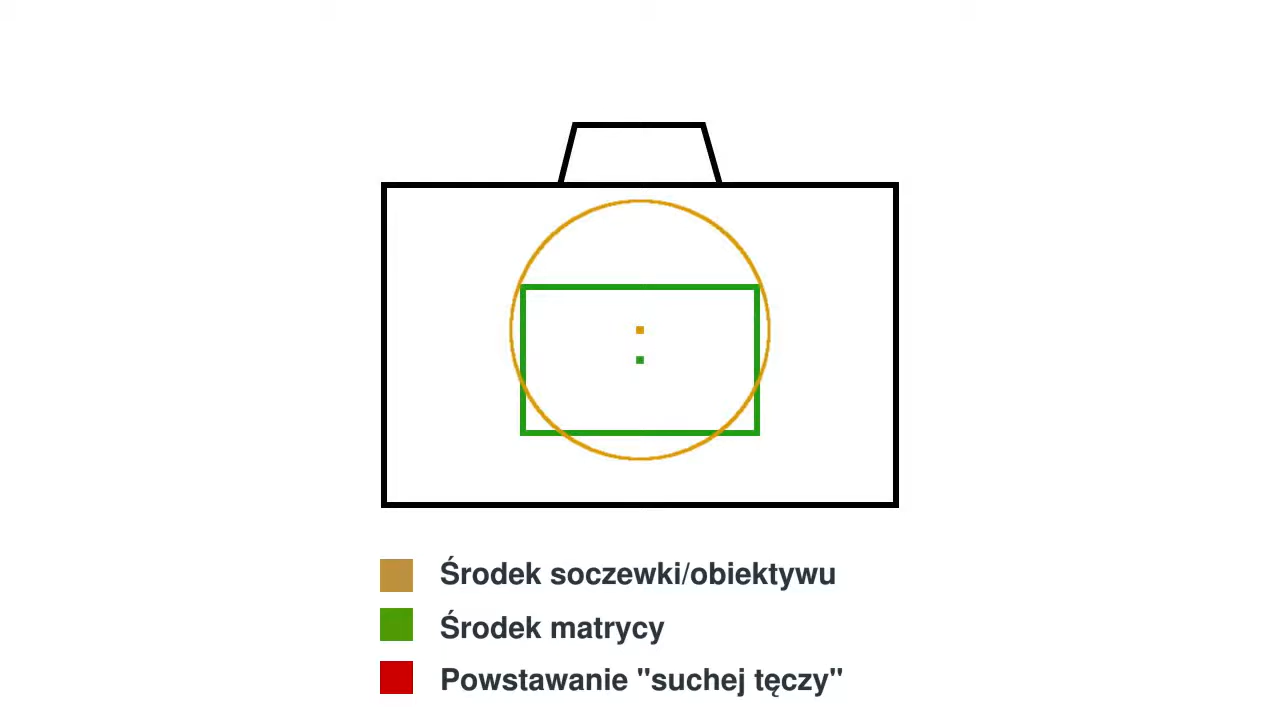 Środek soczewki/obiektywu
Środek matrycy
Powstawanie "suchej tęczy"